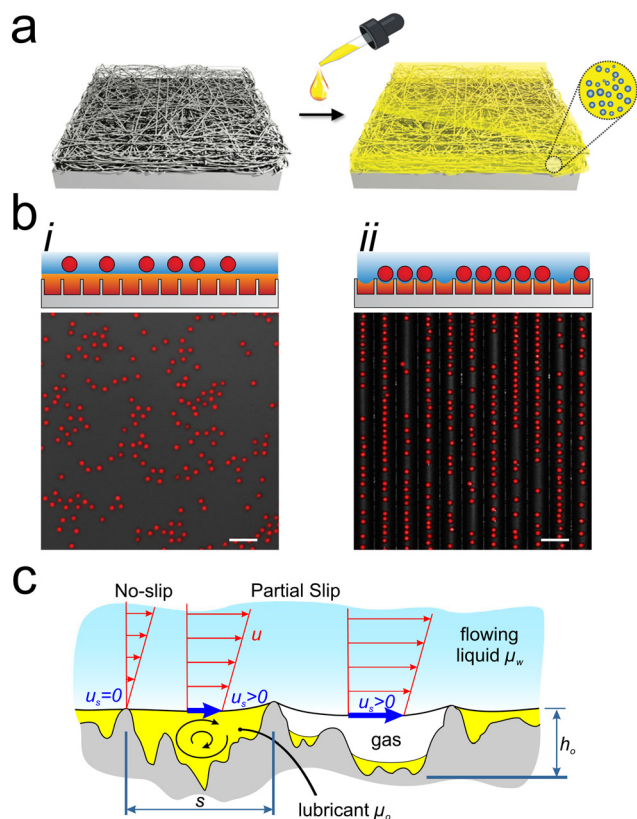 a
b
i
ii
c
No-slip
Partial Slip
u
flowing
liquid μw
us=0
us>0
us>0
gas
ho
s
lubricant μo